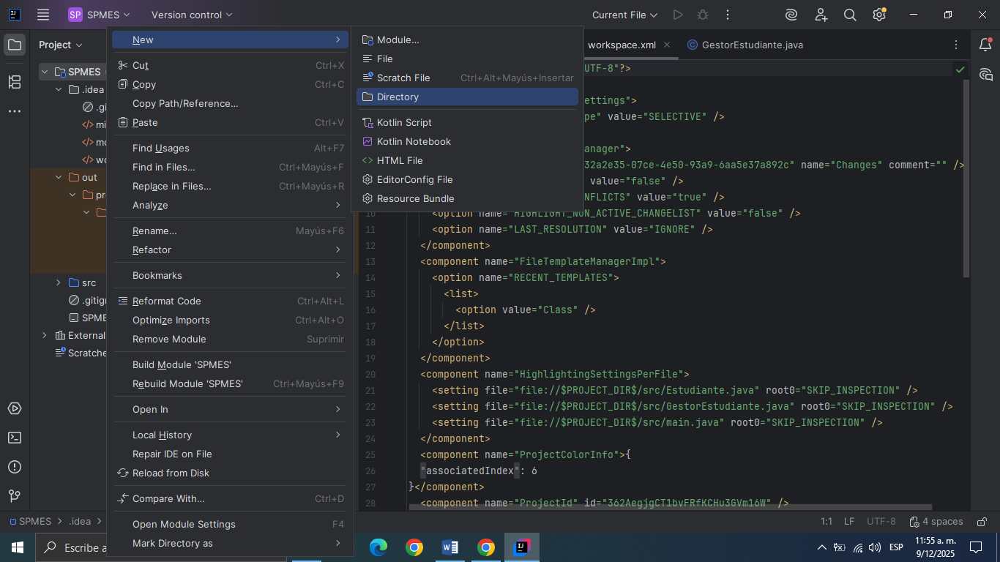 SP SPMES Version control Current File
Project
workspace.xml
GestorEstudiante.java
SPMES
.idea
.gi
mi
mo
wo
out
pro
src
.gitign
SPME
External
Scratche
New
Cut Ctrl+X
Copy Ctrl+C
Copy Path/Reference...
Paste Ctrl+V
Find Usages Alt+F7
Find in Files... Ctrl+Mayús+F
Replace in Files... Ctrl+Mayús+R
Analyze
Rename... Mayús+F6
Refactor
Bookmarks
Reformat Code Ctrl+Alt+L
Optimize Imports Ctrl+Alt+O
Remove Module Suprimir
Build Module 'SPMES'
Rebuild Module 'SPMES' Ctrl+Mayús+F9
Open In
Local History
Repair IDE on File
Reload from Disk
Compare With... Ctrl+D
Open Module Settings F4
Mark Directory as
Module...
File
Scratch File Ctrl+Alt+Mayús+Insertar
Directory
Kotlin Script
Kotlin Notebook
HTML File
EditorConfig File
Resource Bundle
UTF-8"?>
ettings">
pe" value="SELECTIVE" />
anager">
32a2e35-07ce-4e50-93a9-6aa5e37a892c" name="Changes" comment="" />
value="false" />
NFLICTS" value="true" />
10 <option name="HIGHLIGHT_NON_ACTIVE_CHANGELIST" value="false" />
11 <option name="LAST_RESOLUTION" value="IGNORE" />
12 </component>
13 <component name="FileTemplateManagerImpl">
14 <option name="RECENT_TEMPLATES">
15 <list>
16 <option value="Class" />
17 </list>
18 </option>
19 </component>
20 <component name="HighlightingSettingsPerFile">
21 <setting file="file://$PROJECT_DIR$/src/Estudiante.java" root0="SKIP_INSPECTION" />
22 <setting file="file://$PROJECT_DIR$/src/GestorEstudiante.java" root0="SKIP_INSPECTION" />
23 <setting file="file://$PROJECT_DIR$/src/main.java" root0="SKIP_INSPECTION" />
24 </component>
25 <component name="ProjectColorInfo">{
26 "associatedIndex": 6
27 }</component>
28 <component name="ProjectId" id="362AegjgCT1bvFRfKCHu3GVm16W" />
SPMES > .idea >
1:1 LF UTF-8 4 spaces
Escribe a
ESP
11:55 a. m.
9/12/2025